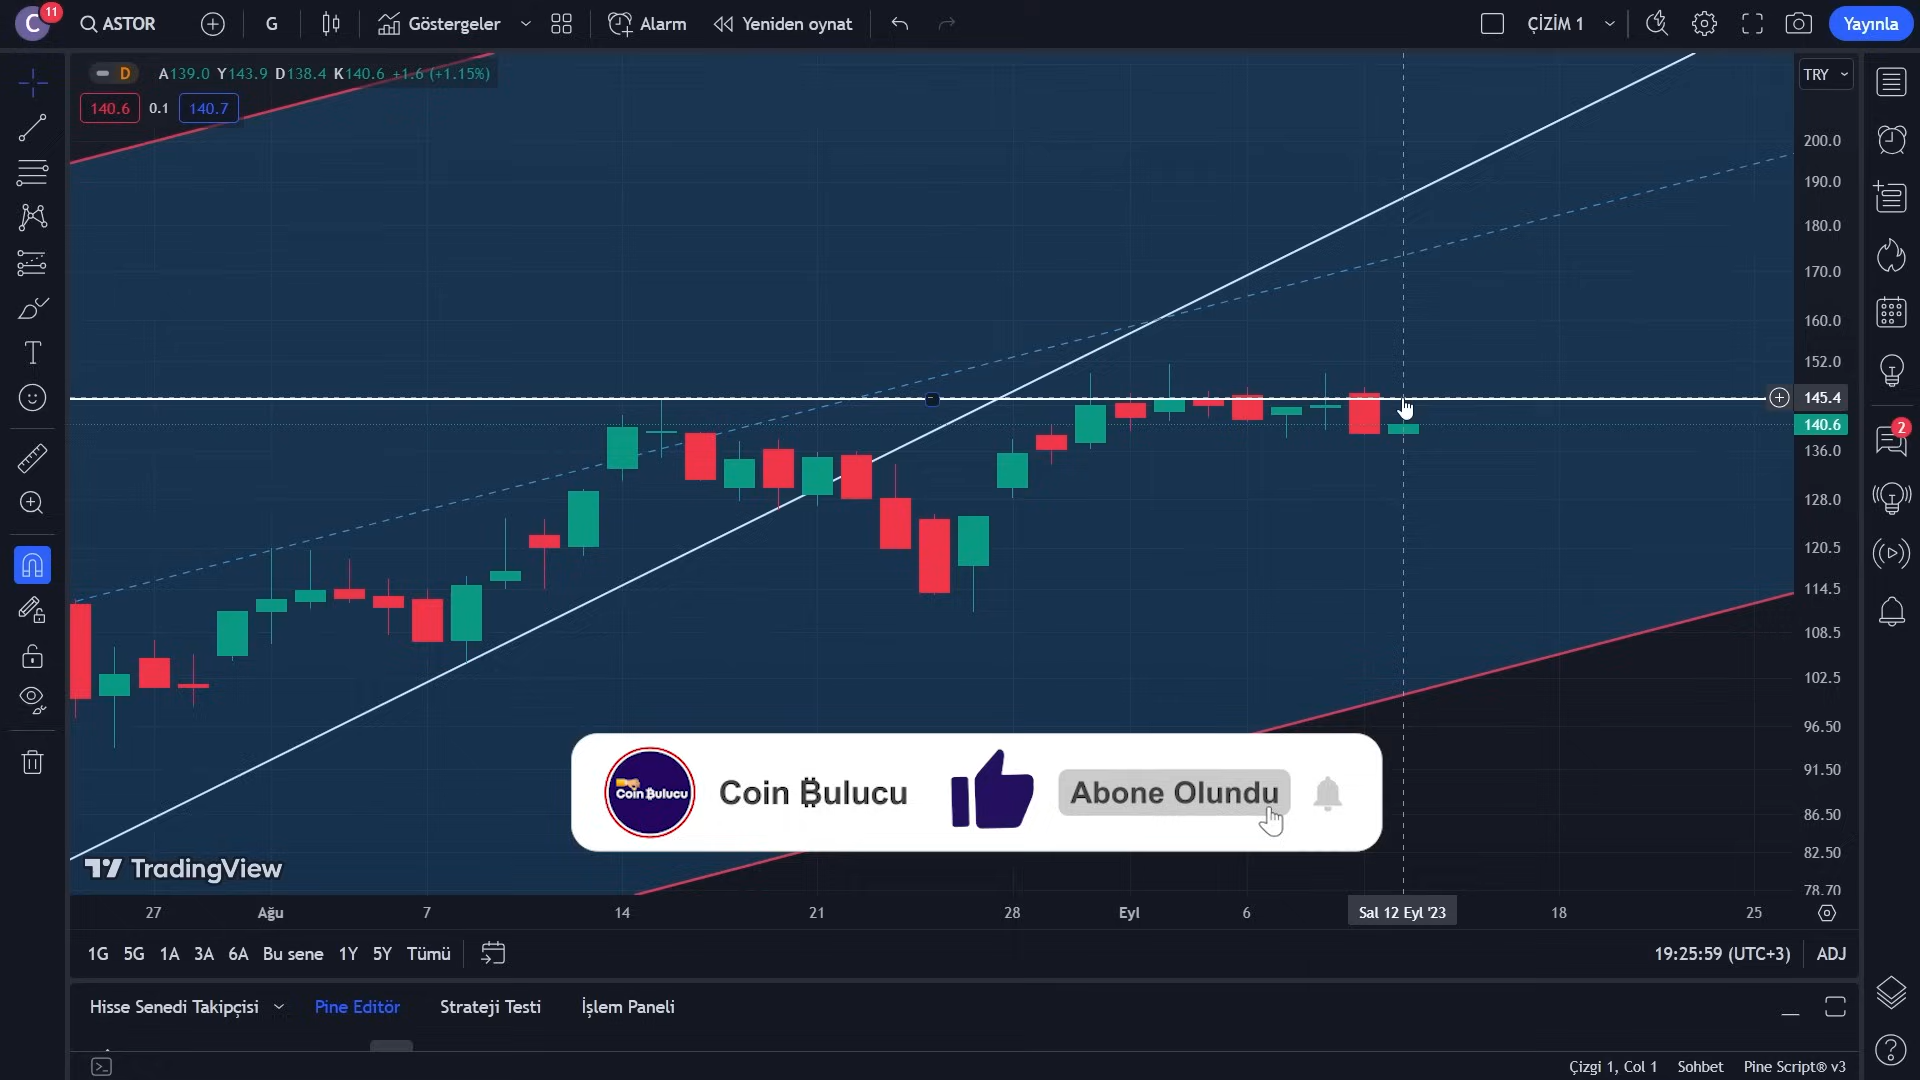 C
11
ASTOR
G
Göstergeler
Alarm
Yeniden oynat
ÇİZİM 1
Yayınla
D
A139.0 Y143.9 D138.4 K140.6 +1.6 (+1.15%)
140.6 0.1 140.7
TRY
200.0
190.0
180.0
170.0
160.0
152.0
145.4
140.6
136.0
128.0
120.5
114.5
108.5
102.5
96.50
91.50
86.50
82.50
78.70
2
Coin Bulucu
Coin ₿ulucu
Abone Olundu
TradingView
27 Ağu 7 14 21 28 Eyl 6 Sal 12 Eyl '23 18 25
1G 5G 1A 3A 6A Bu sene 1Y 5Y Tümü
19:25:59 (UTC+3) ADJ
Hisse Senedi Takipçisi Pine Editör Strateji Testi İşlem Paneli
Çizgi 1, Col 1 Sohbet Pine Script® v3